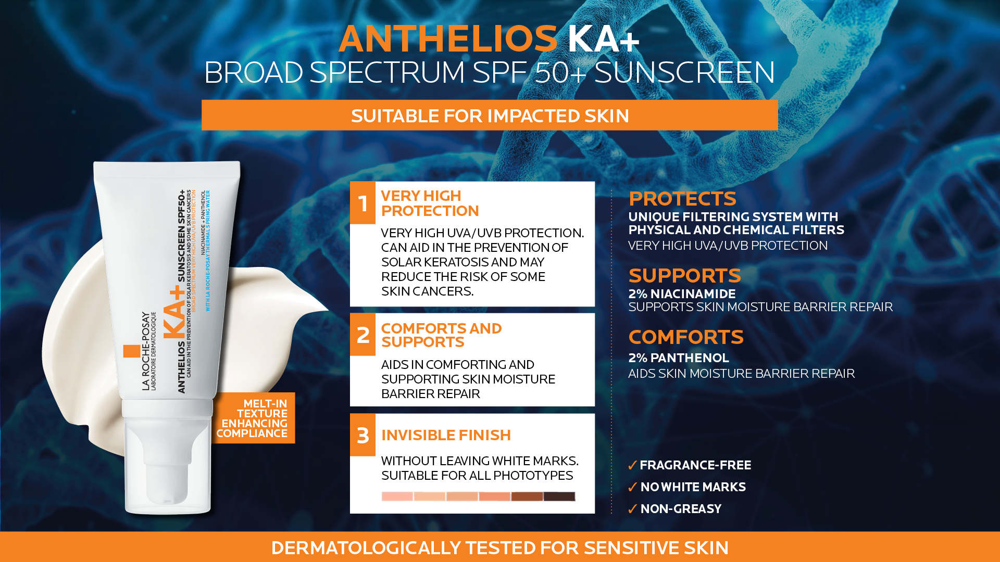 ANTHELIOS KA+
BROAD SPECTRUM SPF 50+ SUNSCREEN
SUITABLE FOR IMPACTED SKIN
LA ROCHE-POSAY
LABORATOIRE DERMATOLOGIQUE
ANTHELIOS KA+ SUNSCREEN SPF50+
CAN AID IN THE PREVENTION OF SOLAR KERATOSIS AND SOME SKIN CANCERS
BROAD SPECTRUM VERY HIGH UVA/UVB PROTECTION
NIACINAMIDE + PANTHENOL
WITH LA ROCHE-POSAY THERMAL SPRING WATER
MELT-IN
TEXTURE
ENHANCING
COMPLIANCE
1
VERY HIGH
PROTECTION
VERY HIGH UVA/UVB PROTECTION.
CAN AID IN THE PREVENTION OF
SOLAR KERATOSIS AND MAY
REDUCE THE RISK OF SOME
SKIN CANCERS.
2
COMFORTS AND
SUPPORTS
AIDS IN COMFORTING AND
SUPPORTING SKIN MOISTURE
BARRIER REPAIR
3
INVISIBLE FINISH
WITHOUT LEAVING WHITE MARKS.
SUITABLE FOR ALL PHOTOTYPES
PROTECTS
UNIQUE FILTERING SYSTEM WITH
PHYSICAL AND CHEMICAL FILTERS
VERY HIGH UVA/UVB PROTECTION
SUPPORTS
2% NIACINAMIDE
SUPPORTS SKIN MOISTURE BARRIER REPAIR
COMFORTS
2% PANTHENOL
AIDS SKIN MOISTURE BARRIER REPAIR
✓ FRAGRANCE-FREE
✓ NO WHITE MARKS
✓ NON-GREASY
DERMATOLOGICALLY TESTED FOR SENSITIVE SKIN